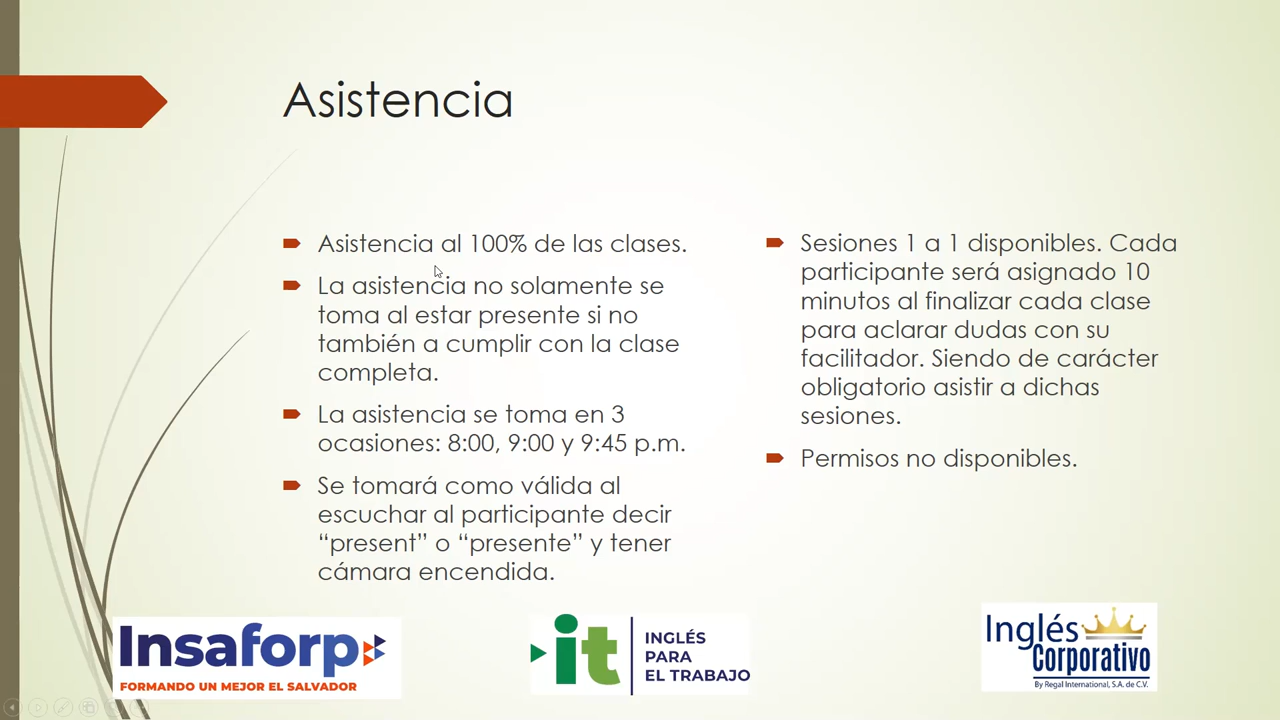 Asistencia
Asistencia al 100% de las clases.
La asistencia no solamente se
toma al estar presente si no
también a cumplir con la clase
completa.
La asistencia se toma en 3
ocasiones: 8:00, 9:00 y 9:45 p.m.
Se tomará como válida al
escuchar al participante decir
“present” o “presente” y tener
cámara encendida.
Sesiones 1 a 1 disponibles. Cada
participante será asignado 10
minutos al finalizar cada clase
para aclarar dudas con su
facilitador. Siendo de carácter
obligatorio asistir a dichas
sesiones.
Permisos no disponibles.
Insaforp
FORMANDO UN MEJOR EL SALVADOR
it
INGLÉS
PARA
EL TRABAJO
Inglés
Corporativo
By Regal International, S.A. de C.V.